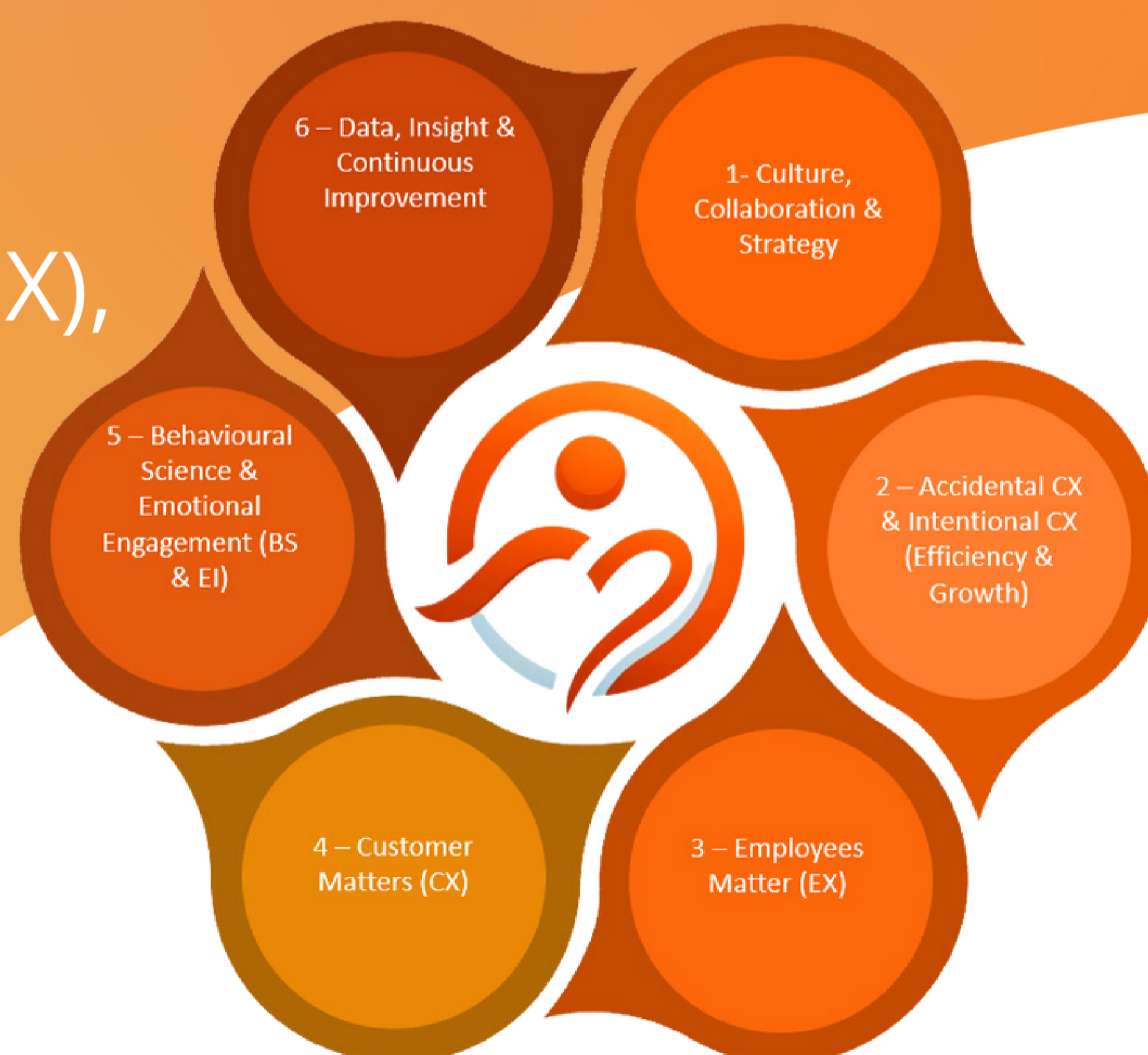 X),
6 – Data, Insight &
Continuous
Improvement
1- Culture,
Collaboration &
Strategy
2 – Accidental CX
& Intentional CX
(Efficiency &
Growth)
3 – Employees
Matter (EX)
4 – Customer
Matters (CX)
5 – Behavioural
Science &
Emotional
Engagement (BS
& EI)